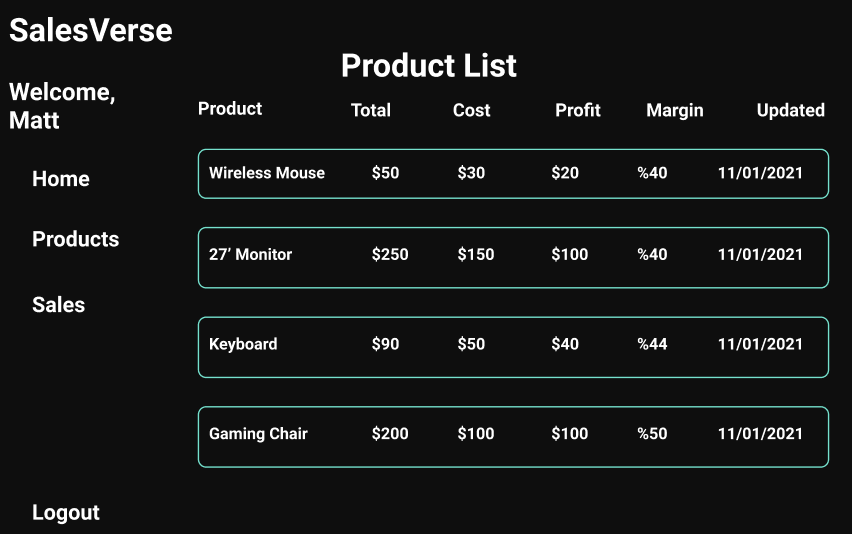 SalesVerse
Product List
Welcome,
Matt
Product Total Cost Profit Margin Updated
Home
Wireless Mouse $50 $30 $20 %40 11/01/2021
Products
27’ Monitor $250 $150 $100 %40 11/01/2021
Sales
Keyboard $90 $50 $40 %44 11/01/2021
Gaming Chair $200 $100 $100 %50 11/01/2021
Logout